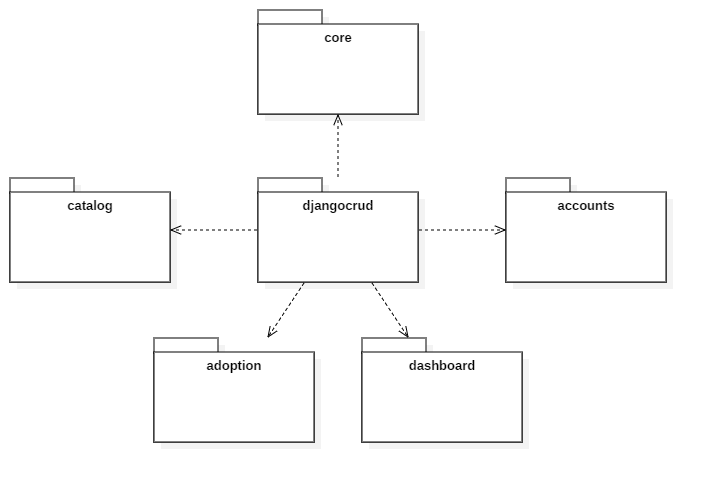 core
catalog
djangocrud
accounts
adoption
dashboard